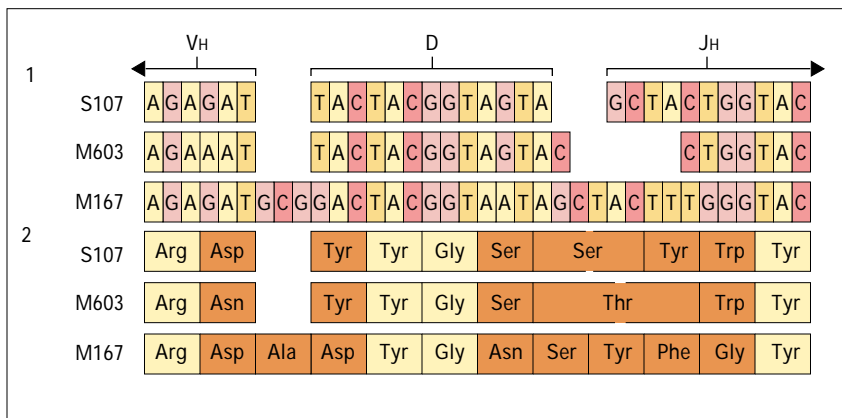 VH D JH
1
S107 AGAGAT TACTACGGTAGTA GCTACTGGTAC
M603 AGAAAT TACTACGGTAGTAC CTGGTAC
M167 AGAGATGCGGACTACGGTAATAGCTACTTTGGGTAC
2
S107 Arg Asp Tyr Tyr Gly Ser Ser Tyr Trp Tyr
M603 Arg Asn Tyr Tyr Gly Ser Thr Trp Tyr
M167 Arg Asp Ala Asp Tyr Gly Asn Ser Tyr Phe Gly Tyr